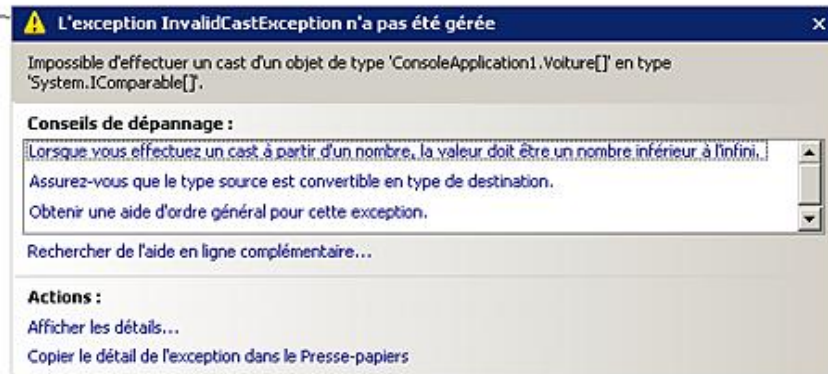 L'exception InvalidCastException n'a pas été gérée
Impossible d'effectuer un cast d'un objet de type 'ConsoleApplication1.Voiture[]' en type
'System.IComparable[]'.
Conseils de dépannage :
Lorsque vous effectuez un cast à partir d'un nombre, la valeur doit être un nombre inférieur à l'infini.
Assurez-vous que le type source est convertible en type de destination.
Obtenir une aide d'ordre général pour cette exception.
Rechercher de l'aide en ligne complémentaire...
Actions :
Afficher les détails...
Copier le détail de l'exception dans le Presse-papiers